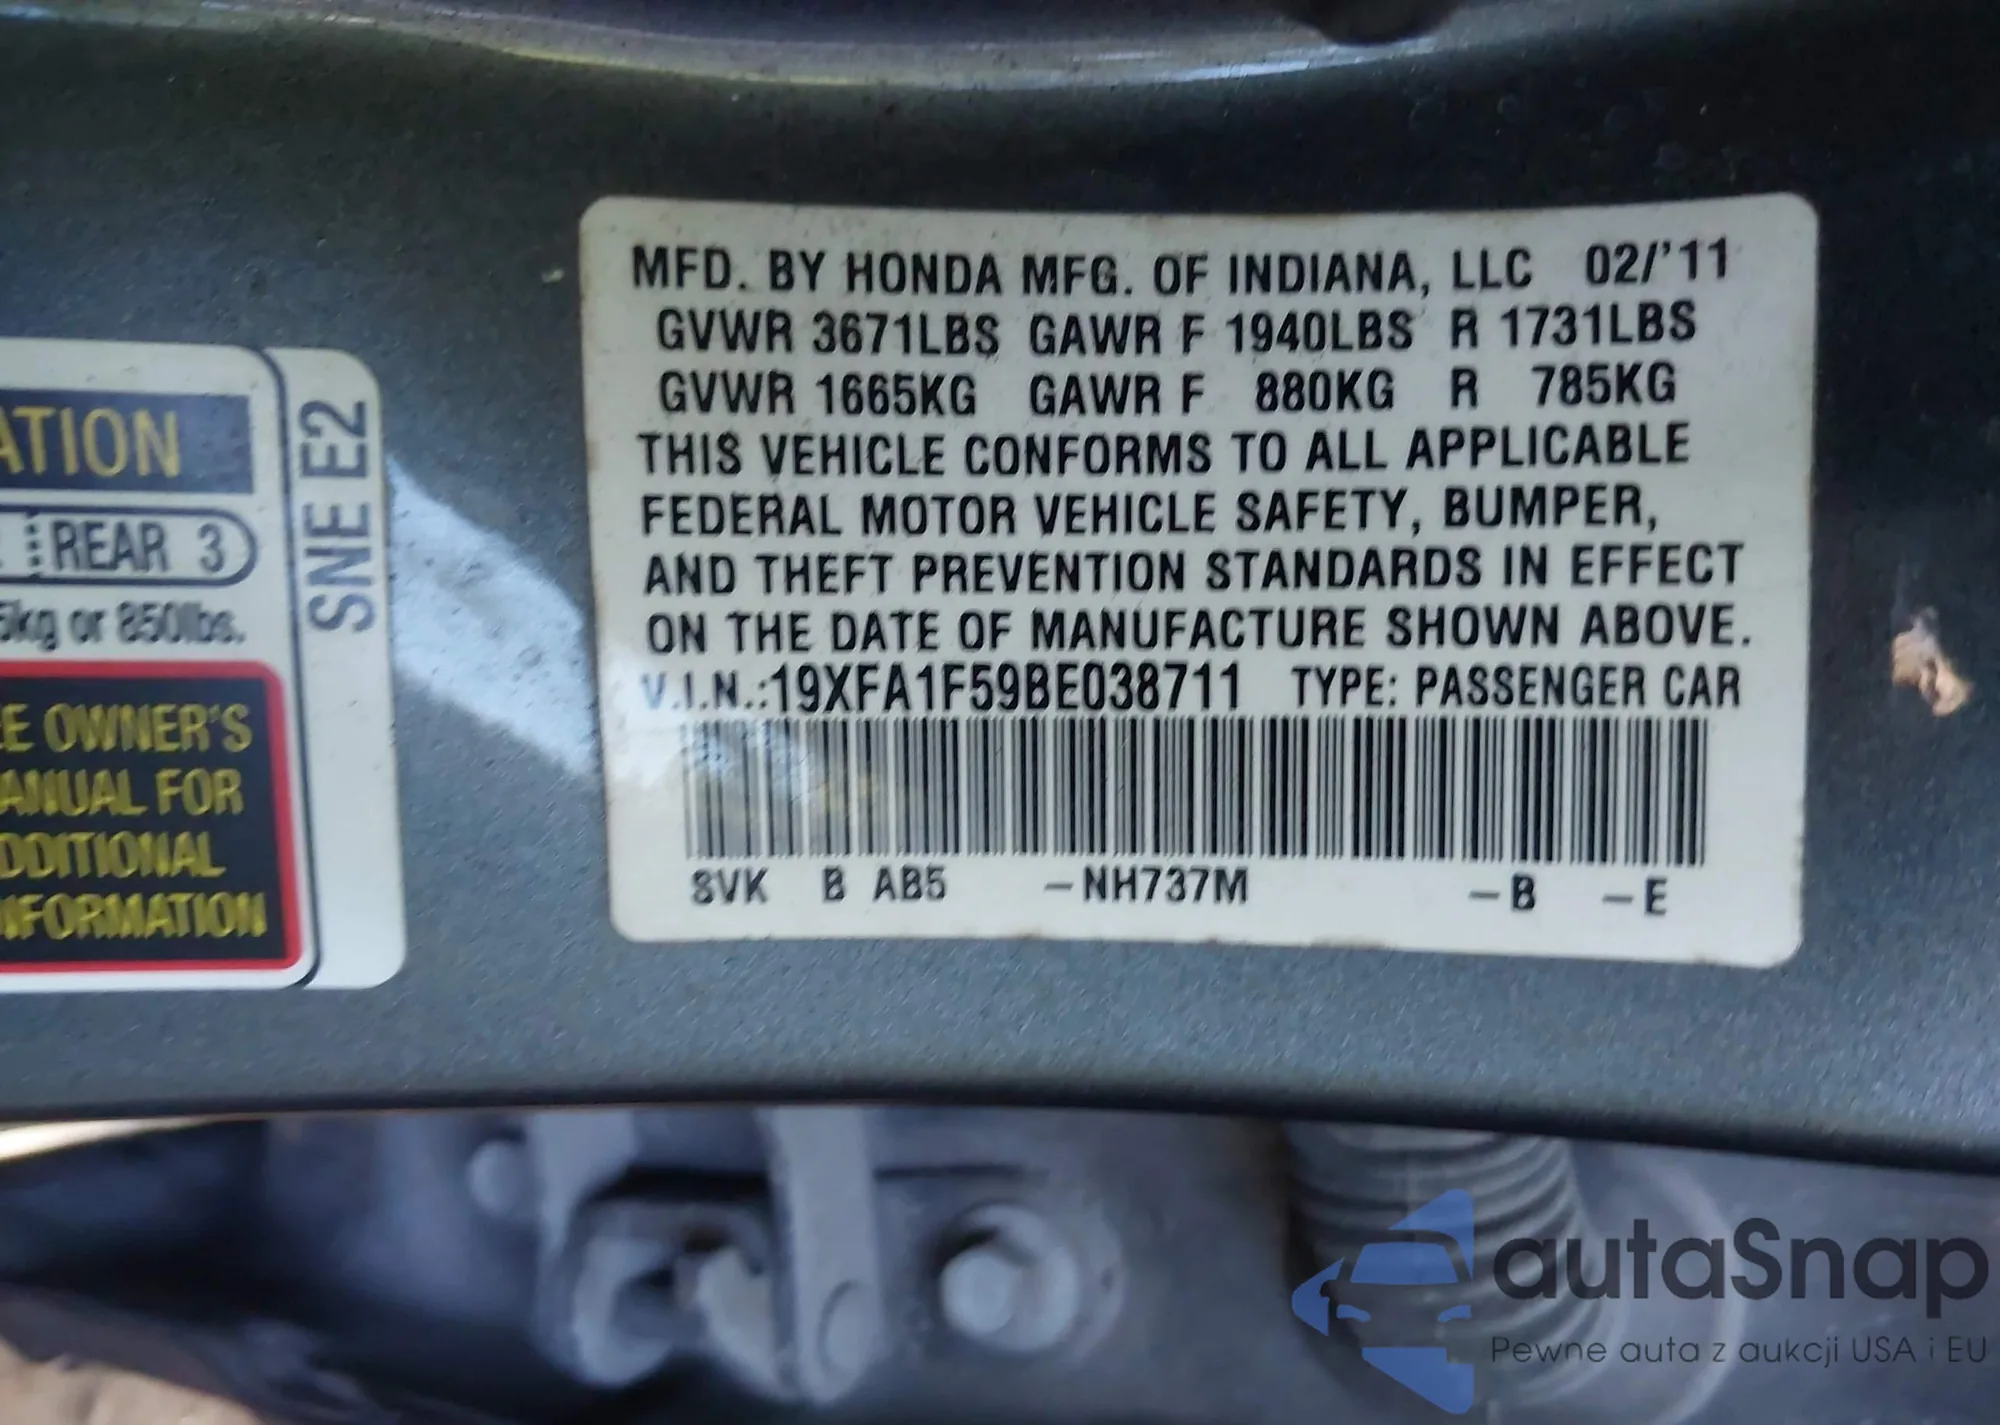 MFD. BY HONDA MFG. OF INDIANA, LLC 02/'11
GVWR 3671LBS GAWR F 1940LBS R 1731LBS
GVWR 1665KG GAWR F 880KG R 785KG
THIS VEHICLE CONFORMS TO ALL APPLICABLE
FEDERAL MOTOR VEHICLE SAFETY, BUMPER,
AND THEFT PREVENTION STANDARDS IN EFFECT
ON THE DATE OF MANUFACTURE SHOWN ABOVE.
V.I.N.:19XFA1F59BE038711 TYPE: PASSENGER CAR
SVK B AB5 –NH737M –B –E
ATION
REAR 3
5kg or 850lbs.
E OWNER'S
ANUAL FOR
DDITIONAL
NFORMATION
SNE E2
autaSnap
Pewne auta z aukcji USA i EU